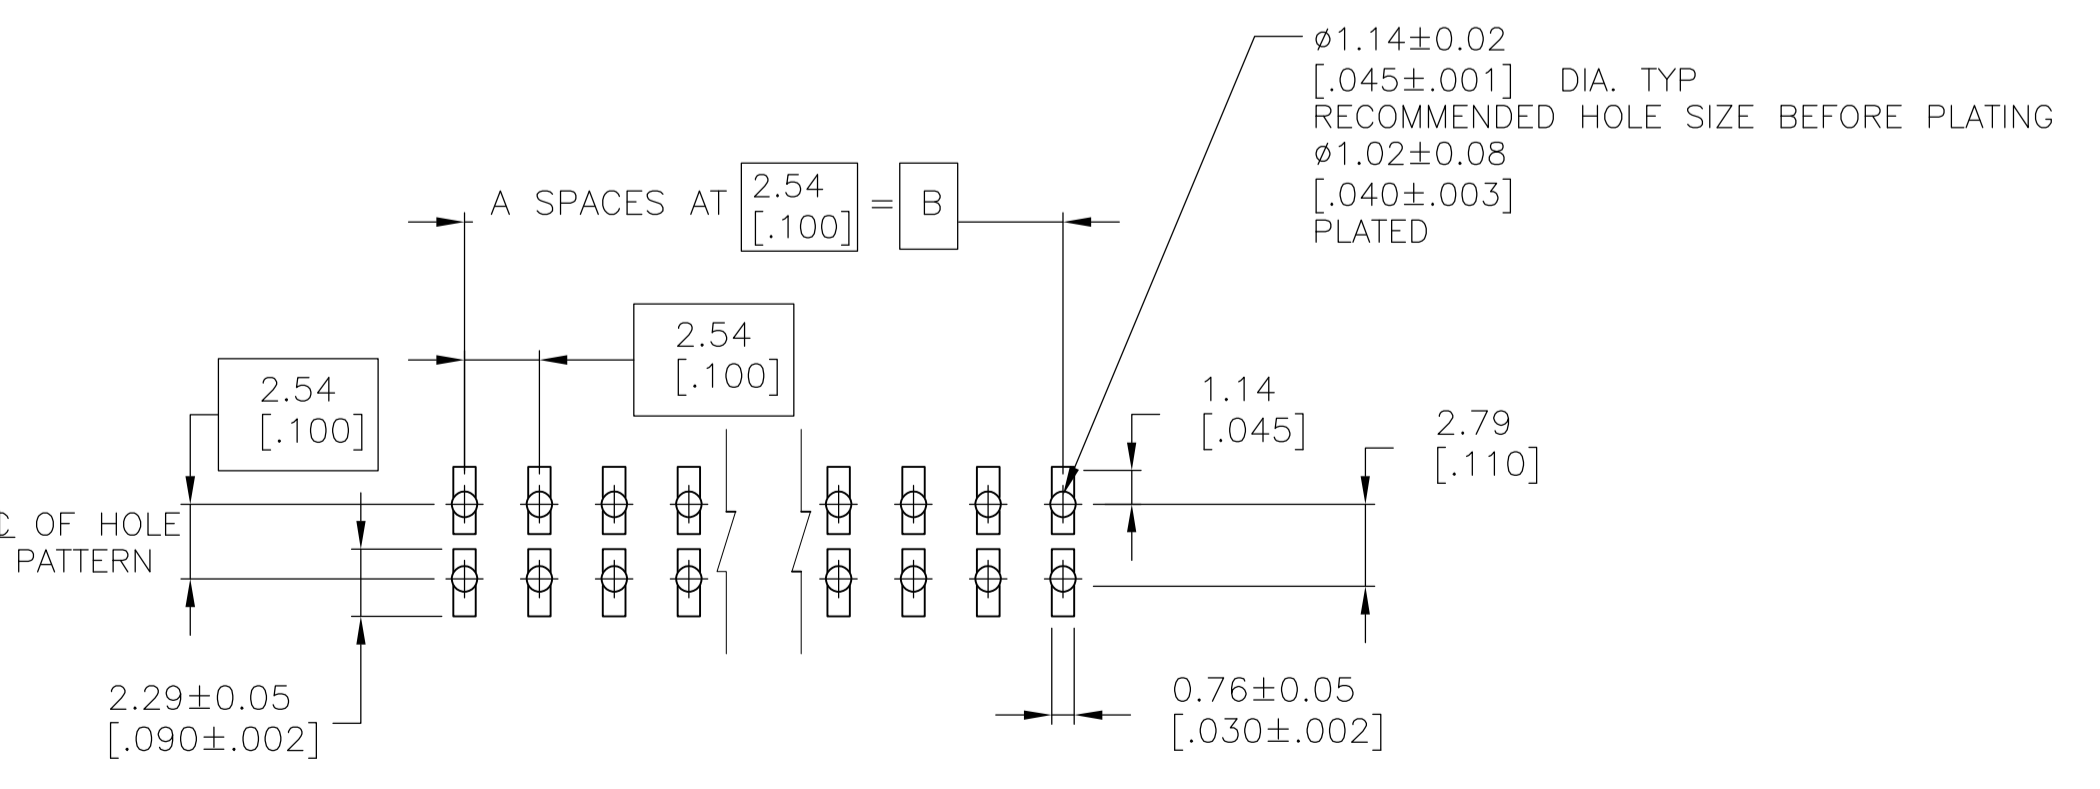 ø1.14±0.02
[.045±.001] DIA. TYP
RECOMMENDED HOLE SIZE BEFORE PLATING
ø1.02±0.08
[.040±.003]
PLATED
A SPACES AT 2.54 [.100] = B
2.54
[.100]
2.54
[.100]
1.14
[.045]
2.79
[.110]
OF HOLE
PATTERN
2.29±0.05
[.090±.002]
0.76±0.05
[.030±.002]